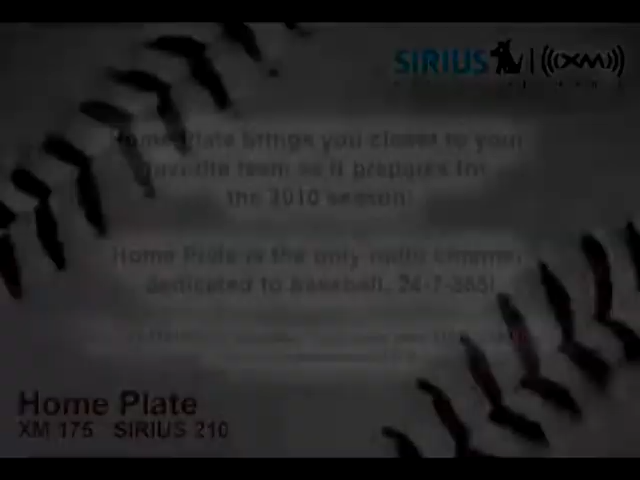 SIRIUS | ((XM))
Home Plate brings you closer to your
favorite team as it prepares for
the 2010 season!
Home Plate is the only radio channel
dedicated to baseball, 24-7-365!
Home Plate
XM 175 SIRIUS 210